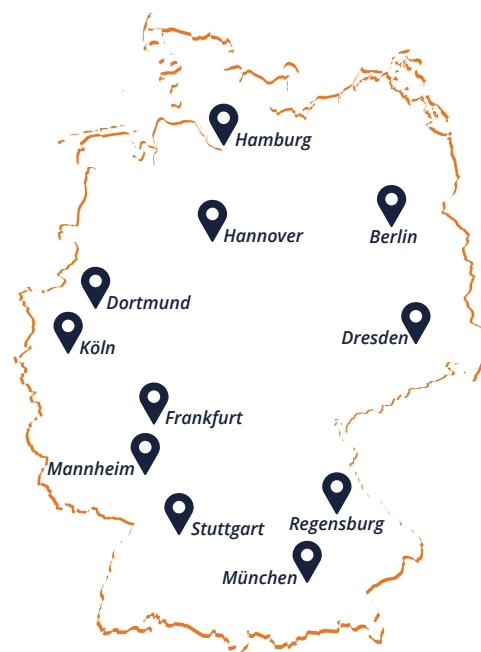 Hamburg
Hannover
Berlin
Dortmund
Dresden
Köln
Frankfurt
Mannheim
Regensburg
Stuttgart
München